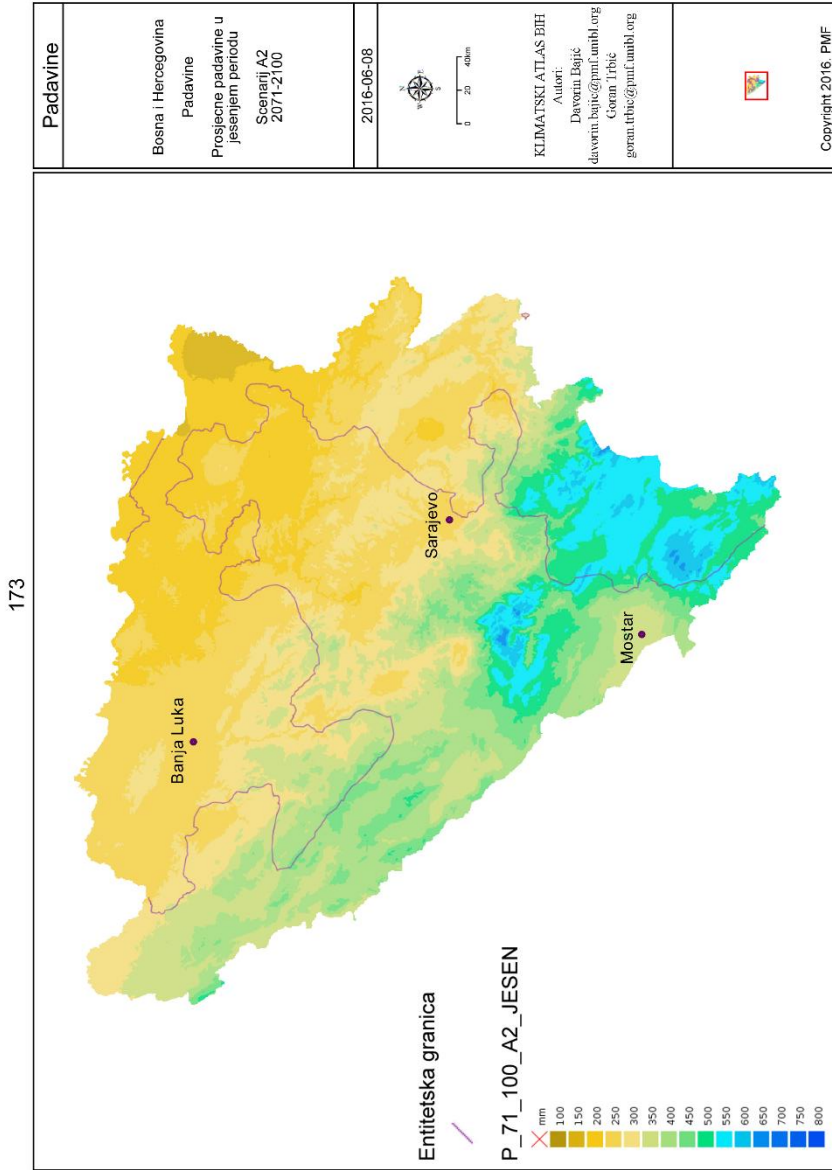 173
Banja Luka
Sarajevo
Mostar
Entitetska granica
P_71_100_A2_JESEN
mm
100
150
200
250
300
350
400
450
500
550
600
650
700
750
800
Padavine
Bosna i Hercegovina
Padavine
Prosjecne padavine u
jesenjem periodu
Scenarij A2
2071-2100
2016-06-08
N
W
E
S
0 20 40km
KLIMATSKI ATLAS BIH
Autori:
Davorin Bajić
davorin.bajic@pmf.unibl.org
Goran Trbić
goran.trbic@pmf.unibl.org
Copyright 2016. PMF